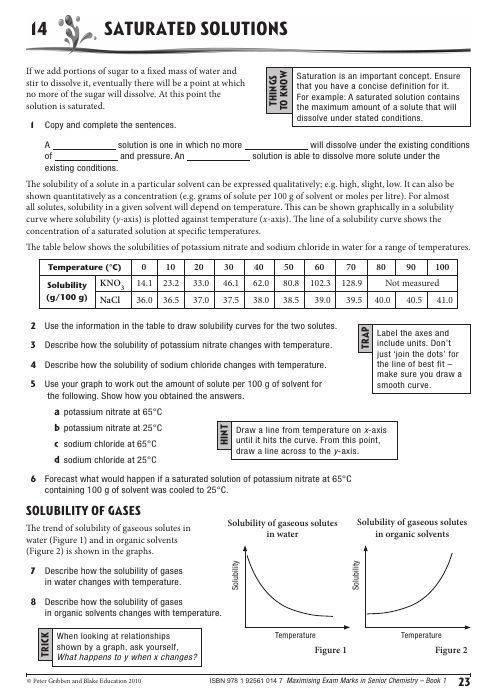 14 SATURATED SOLUTIONS
If we add portions of sugar to a fixed mass of water and
stir to dissolve it, eventually there will be a point at which
no more of the sugar will dissolve. At this point the
solution is saturated.
THINGS
TO KNOW
Saturation is an important concept. Ensure
that you have a concise definition for it.
For example: A saturated solution contains
the maximum amount of a solute that will
dissolve under stated conditions.
1 Copy and complete the sentences.
A ____________ solution is one in which no more ____________ will dissolve under the existing conditions
of ____________ and pressure. An ____________ solution is able to dissolve more solute under the
existing conditions.
The solubility of a solute in a particular solvent can be expressed qualitatively; e.g. high, slight, low. It can also be
shown quantatively as a concentration (e.g. grams of solute per 100 g of solvent or moles per litre). For almost
all solutes, solubility in a given solvent will depend on temperature. This can be shown graphically in a solubility
curve where solubility (y-axis) is plotted against temperature (x-axis). The line of a solubility curve shows the
concentration of a saturated solution at specific temperatures.
The table below shows the solubilities of potassium nitrate and sodium chloride in water for a range of temperatures.
Temperature (°C) 0 10 20 30 40 50 60 70 80 90 100
Solubility (g/100 g) KNO₃ 14.1 23.2 33.0 46.1 62.0 80.8 102.3 128.9 Not measured
NaCl 36.0 36.5 37.0 37.5 38.0 38.5 39.0 39.5 40.0 40.5 41.0
2 Use the information in the table to draw solubility curves for the two solutes.
3 Describe how the solubility of potassium nitrate changes with temperature.
4 Describe how the solubility of sodium chloride changes with temperature.
5 Use your graph to work out the amount of solute per 100 g of solvent for
the following. Show how you obtained the answers.
a potassium nitrate at 65°C
b potassium nitrate at 25°C
c sodium chloride at 65°C
d sodium chloride at 25°C
TRAP
Label the axes and
include units. Don't
just 'join the dots' for
the line of best fit –
make sure you draw a
smooth curve.
HINT
Draw a line from temperature on x-axis
until it hits the curve. From this point,
draw a line across to the y-axis.
6 Forecast what would happen if a saturated solution of potassium nitrate at 65°C
containing 100 g of solvent was cooled to 25°C.
SOLUBILITY OF GASES
The trend of solubility of gaseous solutes in
water (Figure 1) and in organic solvents
(Figure 2) is shown in the graphs.
7 Describe how the solubility of gases
in water changes with temperature.
8 Describe how the solubility of gases
in organic solvents changes with temperature.
TRICK
When looking at relationships
shown by a graph, ask yourself,
What happens to y when x changes?
Solubility of gaseous solutes
in water
Solubility
Temperature
Figure 1
Solubility of gaseous solutes
in organic solvents
Solubility
Temperature
Figure 2
© Peter Gribben and Blake Education 2010
ISBN 978 1 92561 014 7 Maximising Exam Marks in Senior Chemistry – Book 1 23